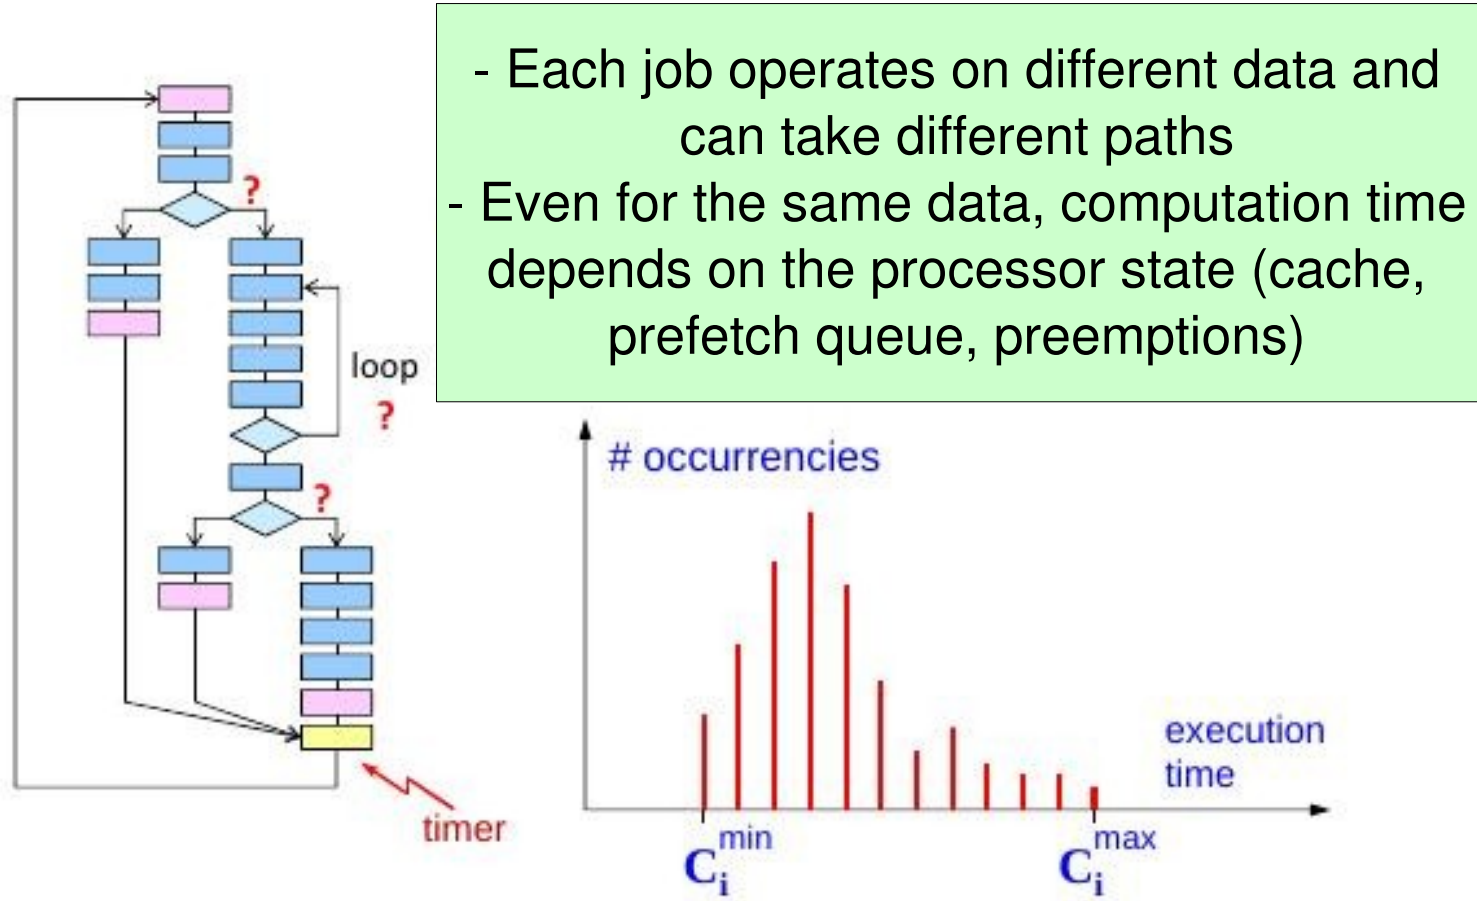 - Each job operates on different data and
can take different paths
- Even for the same data, computation time
depends on the processor state (cache,
prefetch queue, preemptions)
?
loop
?
?
timer
# occurrencies
execution
time
C_i^min
C_i^max